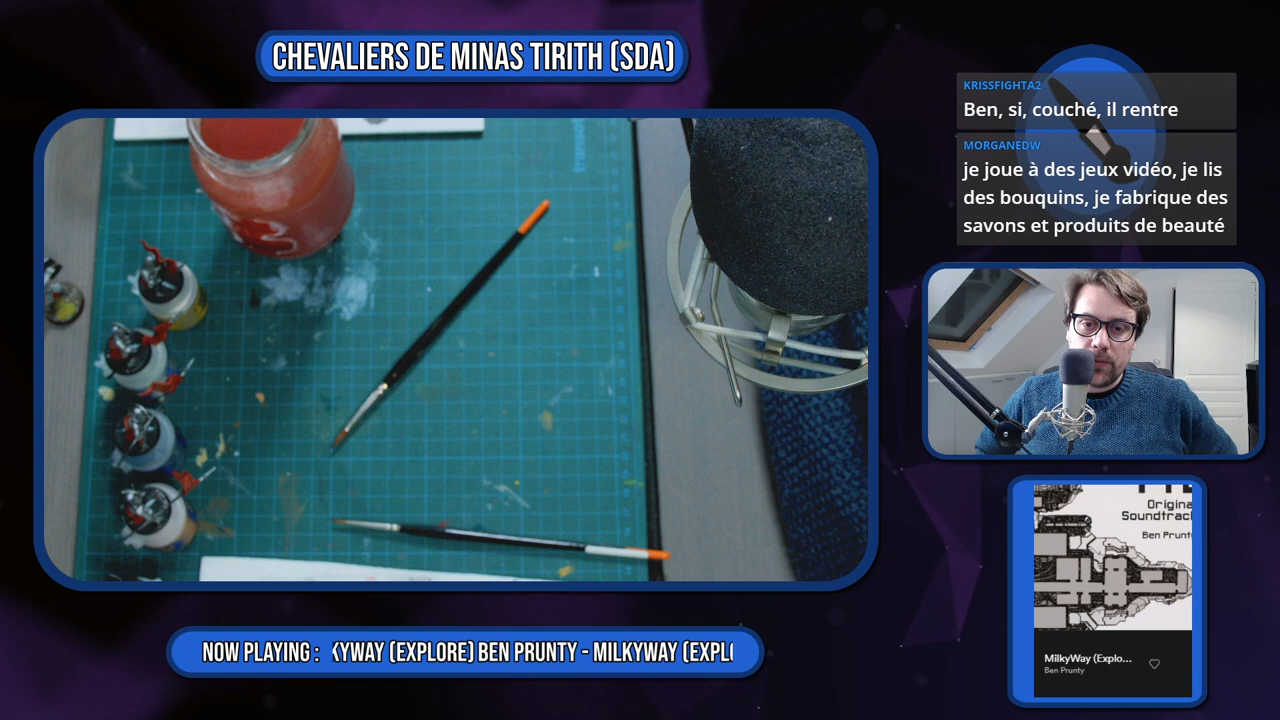 CHEVALIERS DE MINAS TIRITH (SDA)
KRISSFIGHTA2
Ben, si, couché, il rentre
MORGANEDW
je joue à des jeux vidéo, je lis
des bouquins, je fabrique des
savons et produits de beauté
Original
Soundtrack
Ben Prunt
MilkyWay (Explo...
Ben Prunty
NOW PLAYING : KYWAY (EXPLORE) BEN PRUNTY - MILKYWAY (EXPLO